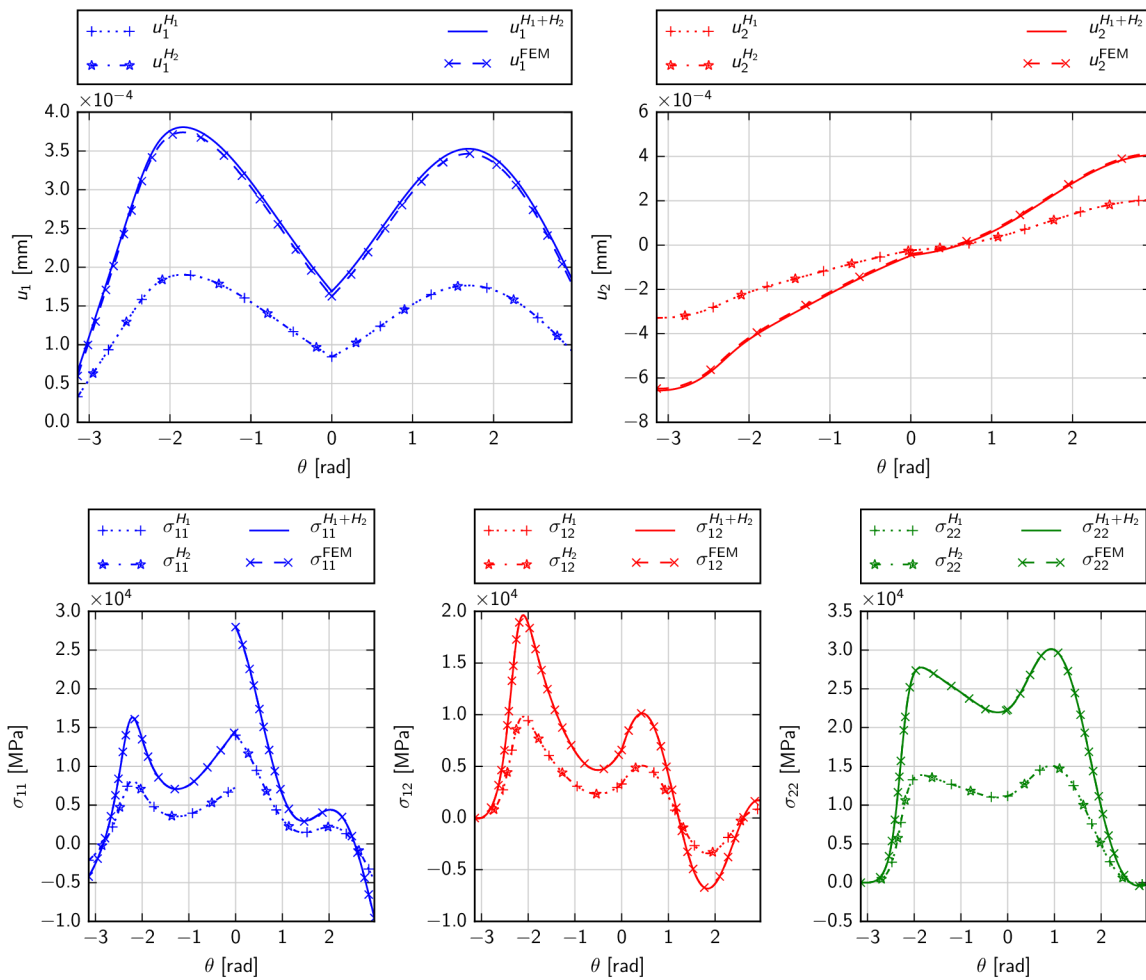 u_1^{H_1} u_1^{H_1+H_2}
u_1^{H_2} u_1^{FEM}
×10^{−4}
4.0
3.5
3.0
2.5
2.0
1.5
1.0
0.5
0.0
u_1 [mm]
−3 −2 −1 0 1 2
θ [rad]
u_2^{H_1} u_2^{H_1+H_2}
u_2^{H_2} u_2^{FEM}
×10^{−4}
6
4
2
0
−2
−4
−6
−8
u_2 [mm]
−3 −2 −1 0 1 2
θ [rad]
σ_{11}^{H_1} σ_{11}^{H_1+H_2}
σ_{11}^{H_2} σ_{11}^{FEM}
×10^4
3.0
2.5
2.0
1.5
1.0
0.5
0.0
−0.5
−1.0
σ_{11} [MPa]
−3 −2 −1 0 1 2
θ [rad]
σ_{12}^{H_1} σ_{12}^{H_1+H_2}
σ_{12}^{H_2} σ_{12}^{FEM}
×10^4
2.0
1.5
1.0
0.5
0.0
−0.5
−1.0
σ_{12} [MPa]
−3 −2 −1 0 1 2
θ [rad]
σ_{22}^{H_1} σ_{22}^{H_1+H_2}
σ_{22}^{H_2} σ_{22}^{FEM}
×10^4
3.5
3.0
2.5
2.0
1.5
1.0
0.5
0.0
−0.5
σ_{22} [MPa]
−3 −2 −1 0 1 2
θ [rad]